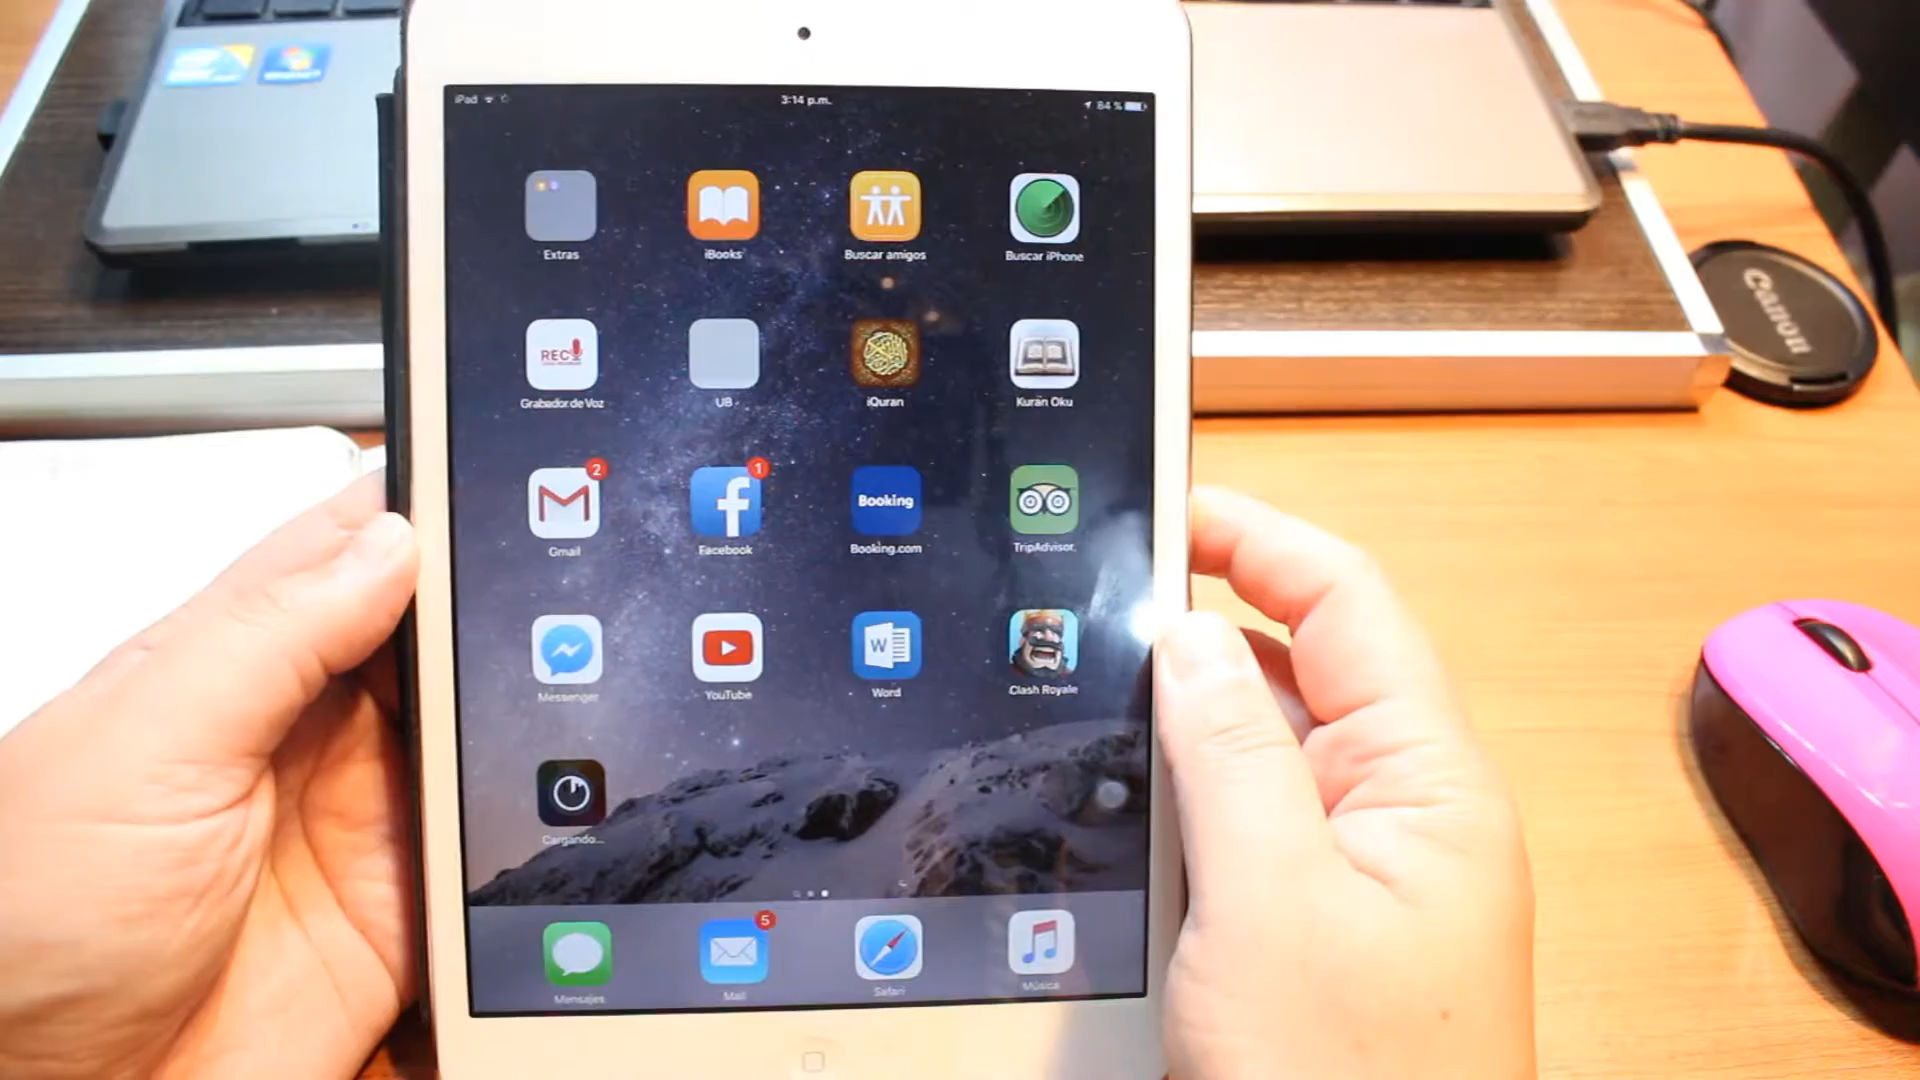 iPad 3:14 p.m. 84 %
Canon
Extras iBooks Buscar amigos Buscar iPhone
REC
Grabador de Voz UB iQuran Kuran Oku
2 1 Booking
Gmail Facebook Booking.com TripAdvisor
W
Messenger YouTube Word Clash Royale
Cargando...
5
Mensajes Mail Safari Música